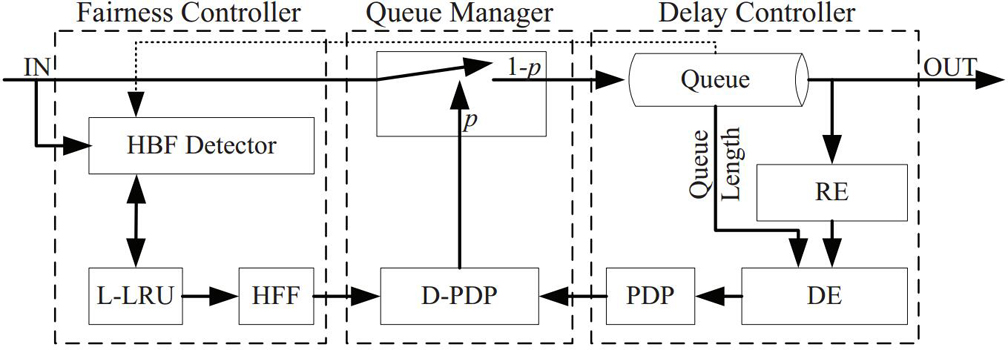 Fairness Controller
Queue Manager
Delay Controller
IN
1-p
Queue
OUT
p
HBF Detector
Queue
Length
RE
L-LRU
HFF
D-PDP
PDP
DE